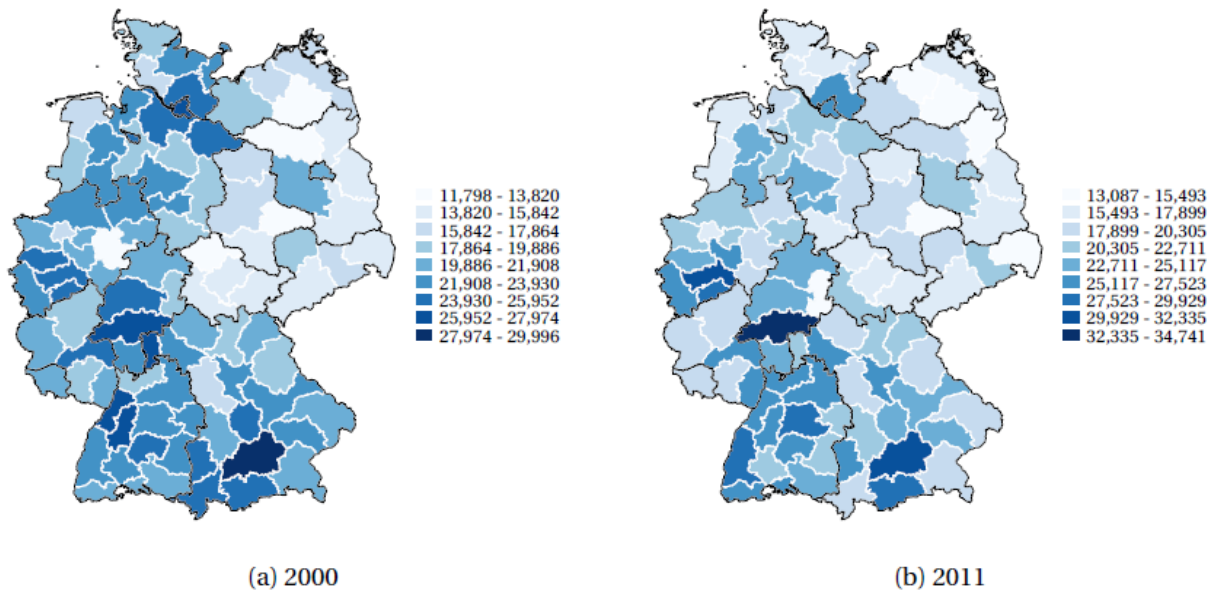 11,798 - 13,820
13,820 - 15,842
15,842 - 17,864
17,864 - 19,886
19,886 - 21,908
21,908 - 23,930
23,930 - 25,952
25,952 - 27,974
27,974 - 29,996
(a) 2000
13,087 - 15,493
15,493 - 17,899
17,899 - 20,305
20,305 - 22,711
22,711 - 25,117
25,117 - 27,523
27,523 - 29,929
29,929 - 32,335
32,335 - 34,741
(b) 2011